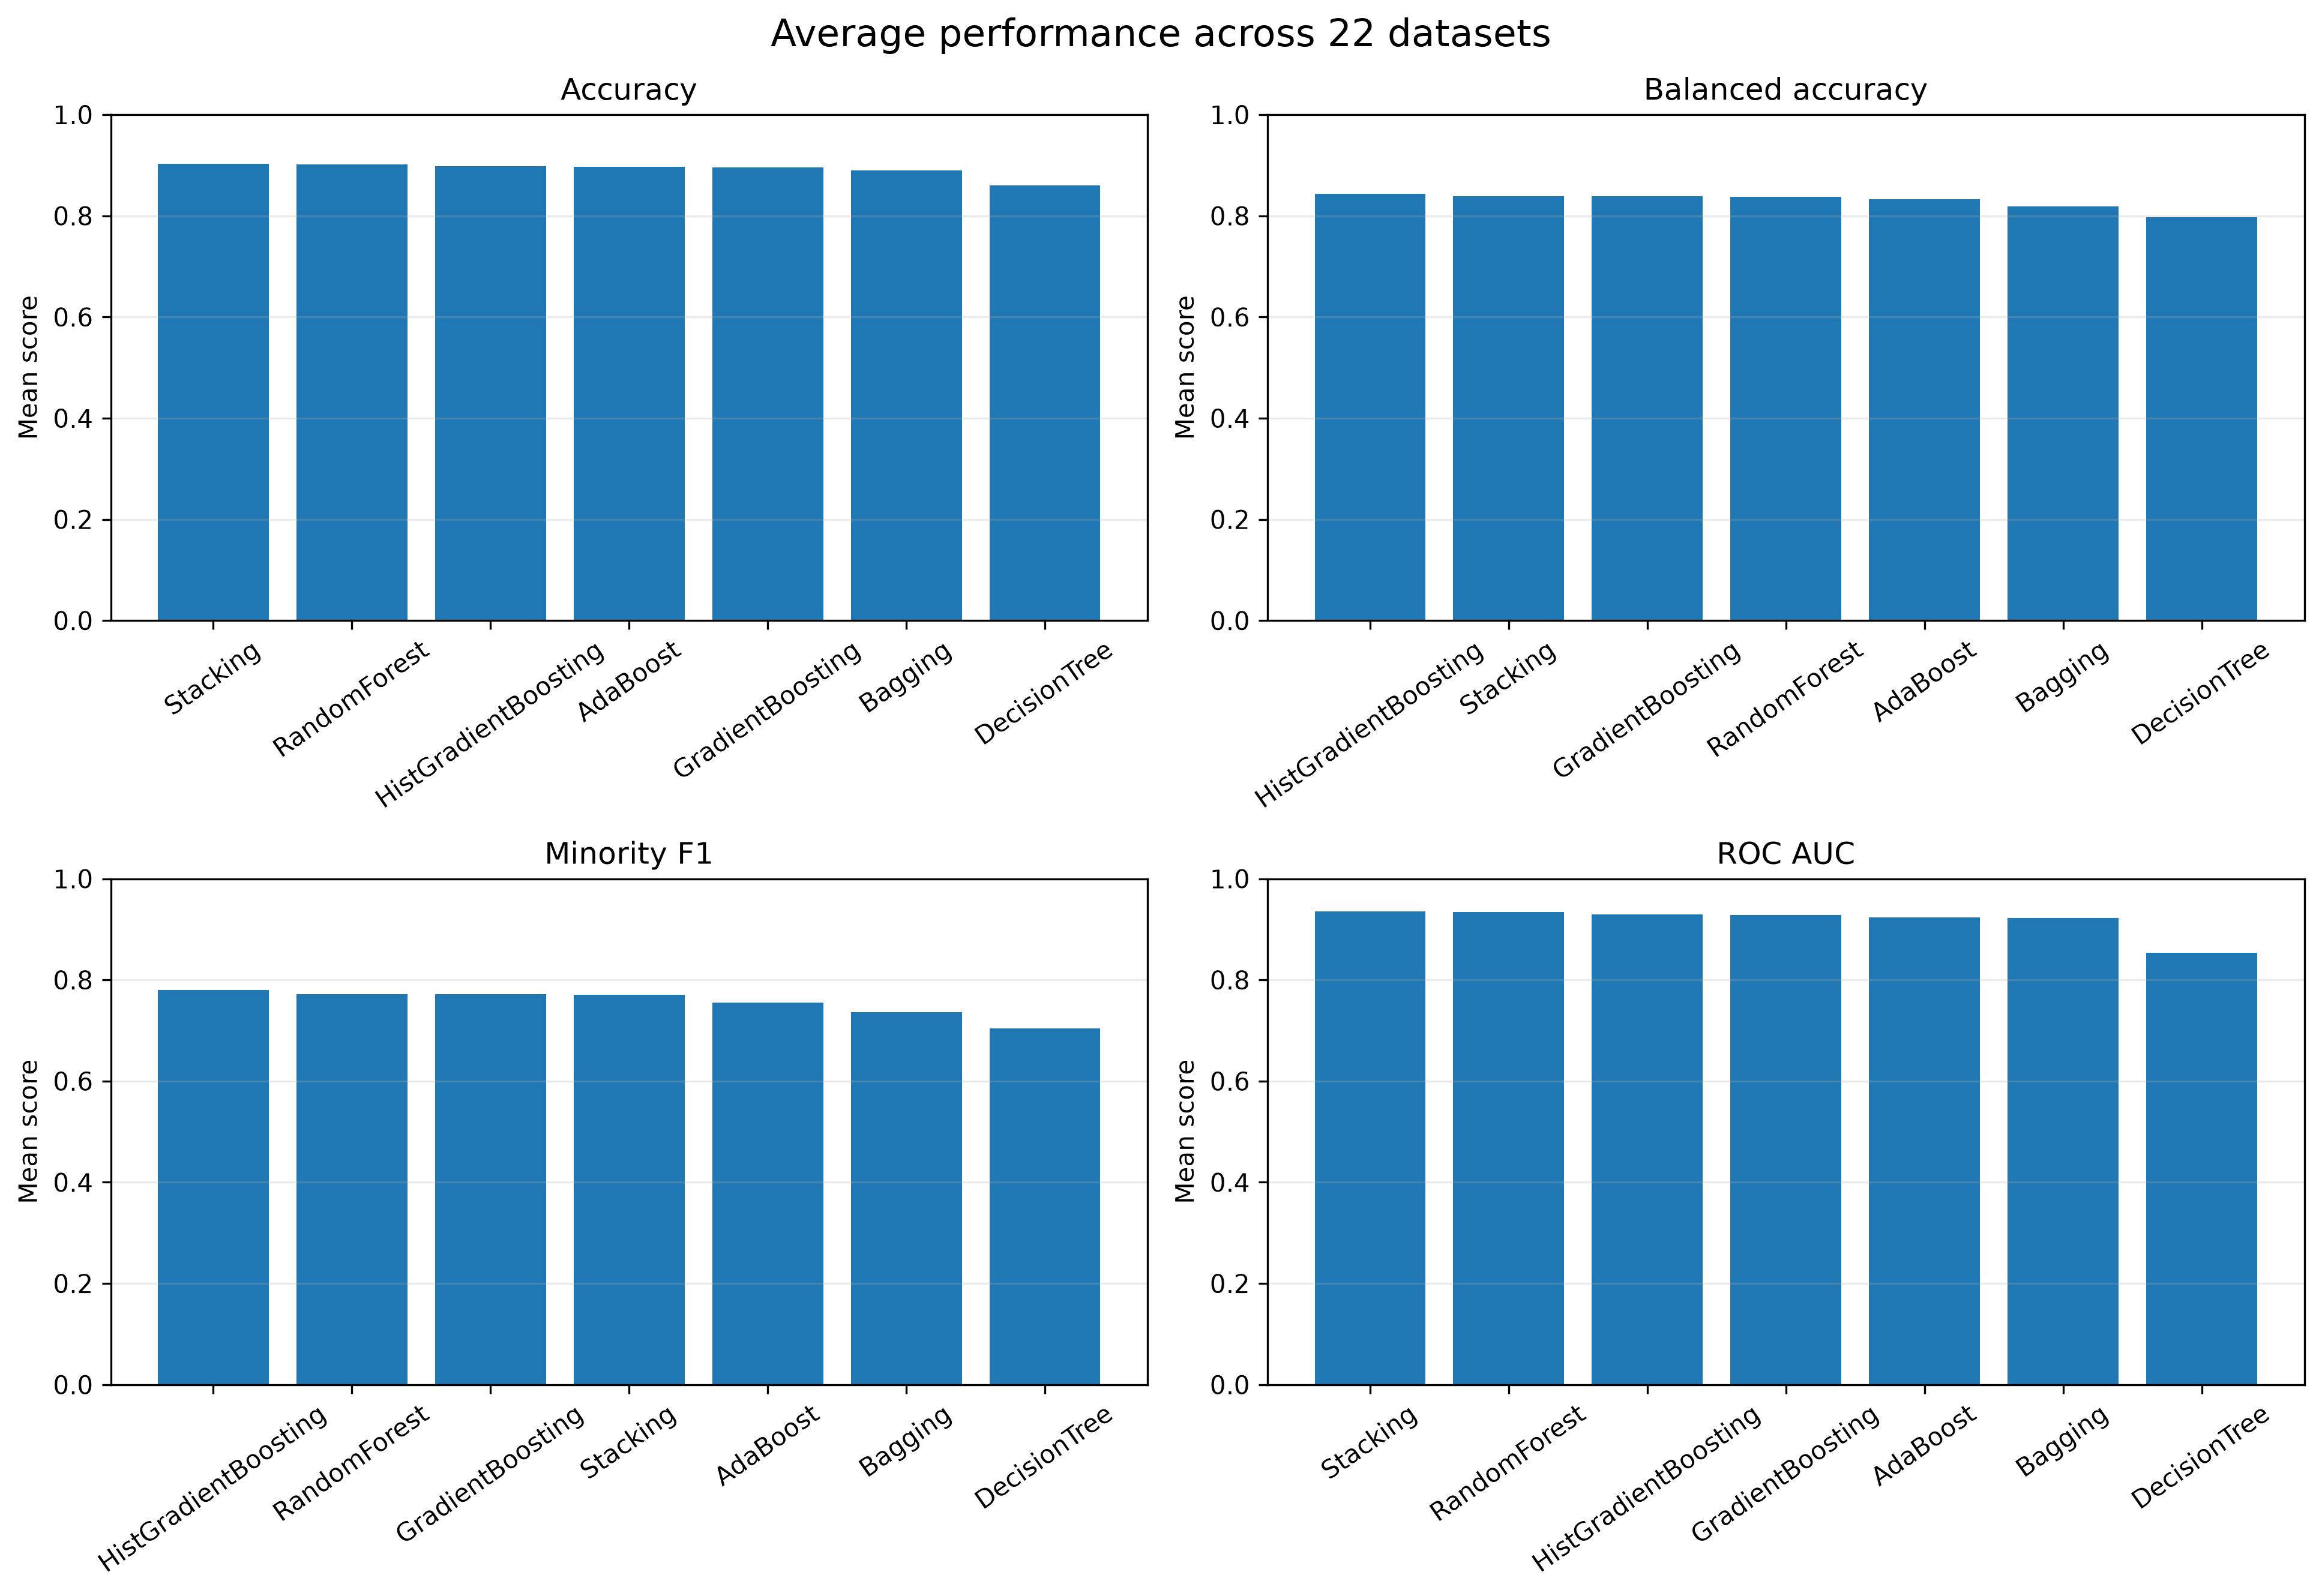 Average performance across 22 datasets
Accuracy
Mean score
1.0
0.8
0.6
0.4
0.2
0.0
Stacking
RandomForest
HistGradientBoosting
AdaBoost
GradientBoosting
Bagging
DecisionTree
Balanced accuracy
Mean score
1.0
0.8
0.6
0.4
0.2
0.0
HistGradientBoosting
Stacking
GradientBoosting
RandomForest
AdaBoost
Bagging
DecisionTree
Minority F1
Mean score
1.0
0.8
0.6
0.4
0.2
0.0
HistGradientBoosting
RandomForest
GradientBoosting
Stacking
AdaBoost
Bagging
DecisionTree
ROC AUC
Mean score
1.0
0.8
0.6
0.4
0.2
0.0
Stacking
RandomForest
HistGradientBoosting
GradientBoosting
AdaBoost
Bagging
DecisionTree